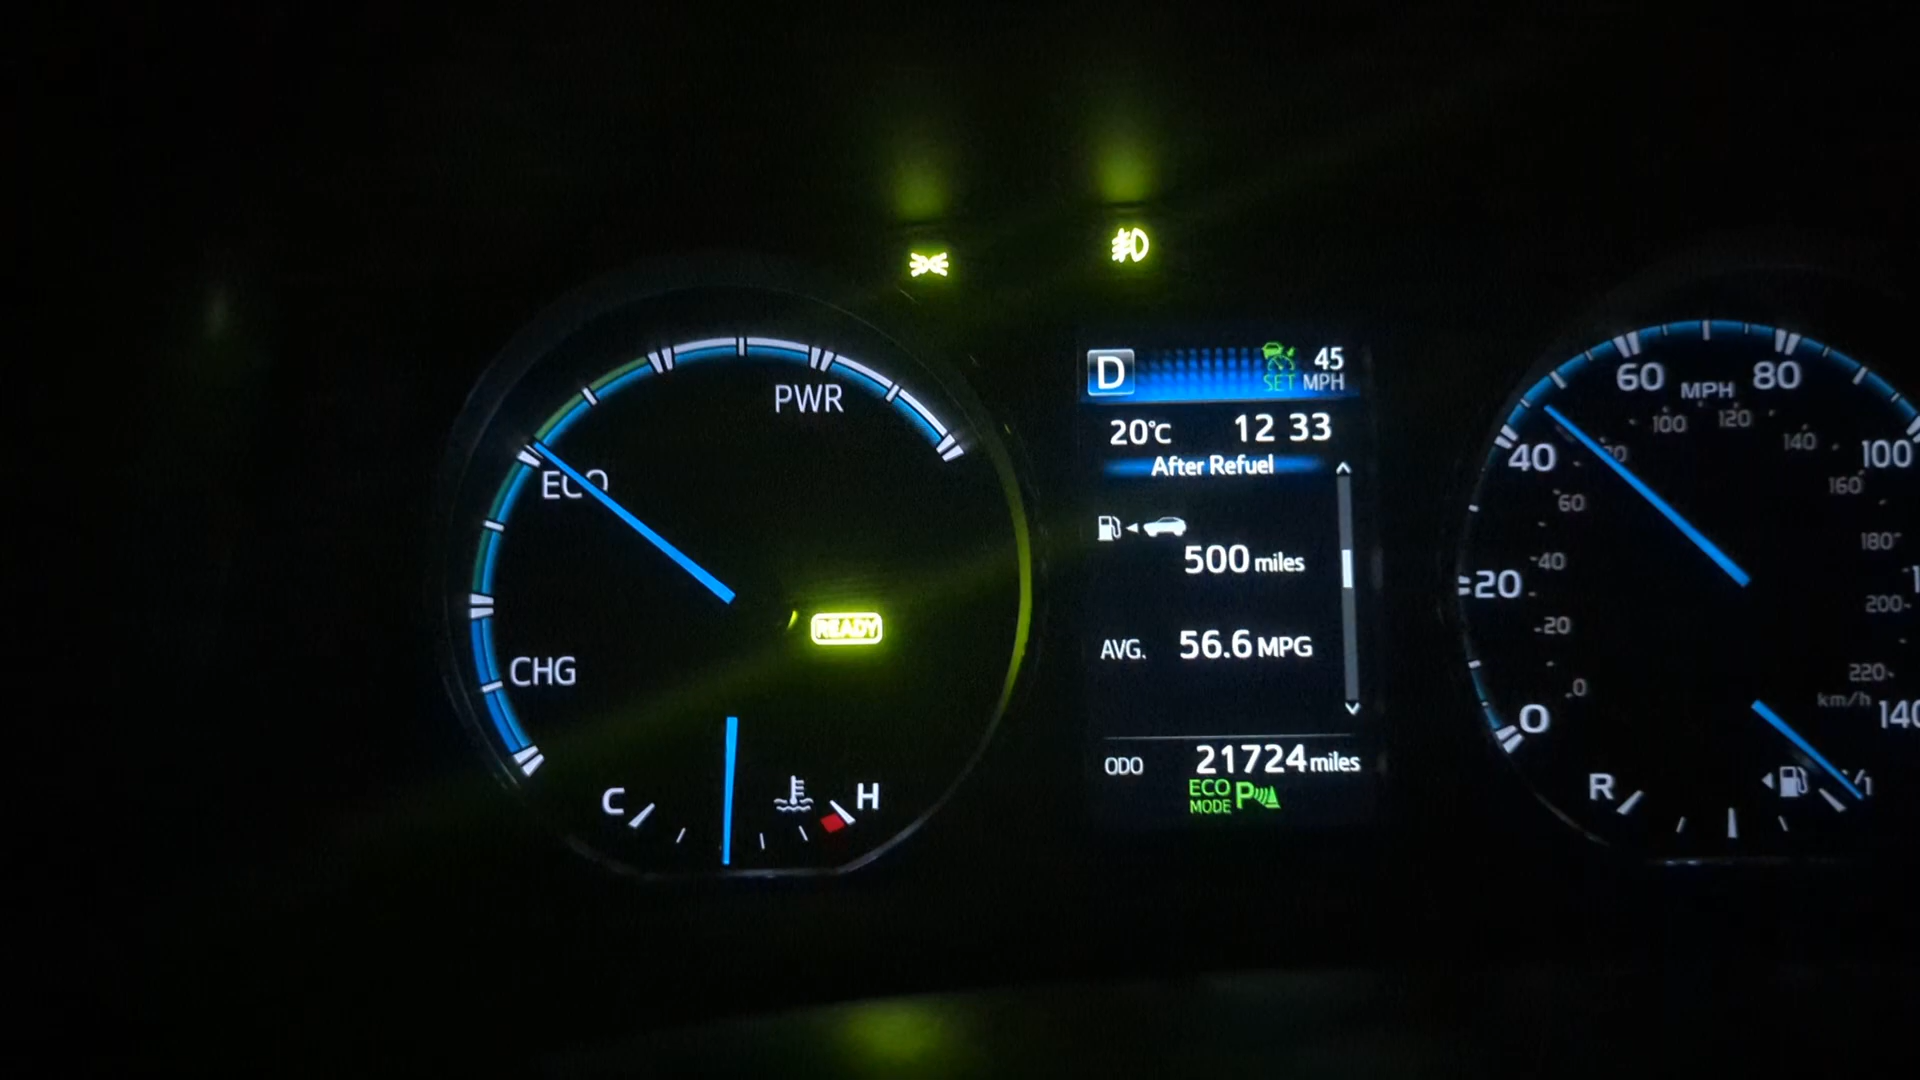 PWR
ECO
READY
CHG
C
H
D
SET
45
MPH
20°C
12 33
After Refuel
500 miles
AVG. 56.6 MPG
ODO 21724 miles
ECO
MODE
P
60
MPH
80
100
120
40
140
100
60
160
40
180
20
200
20
220
0
0
km/h
140
R
1